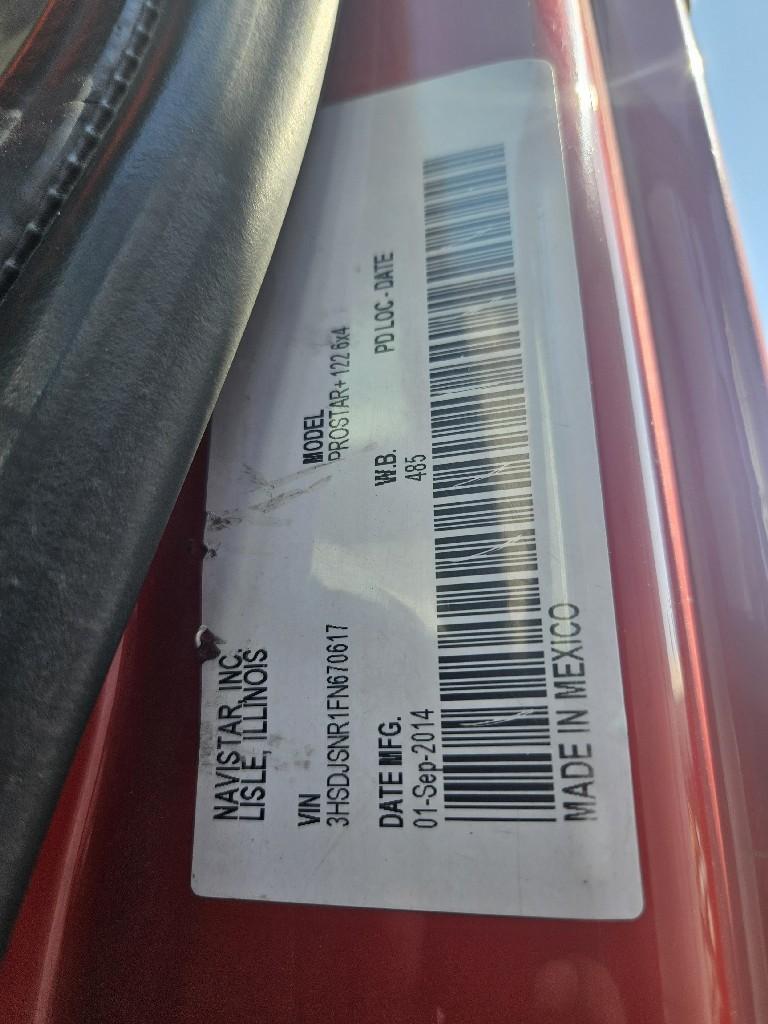 NAVISTAR, INC.
LISLE, ILLINOIS
VIN
3HSDJSNR1FN670617
MODEL
PROSTAR+ 122 6x4
DATE MFG.
01-Sep-2014
W.B.
485
PD LOC - DATE
MADE IN MEXICO